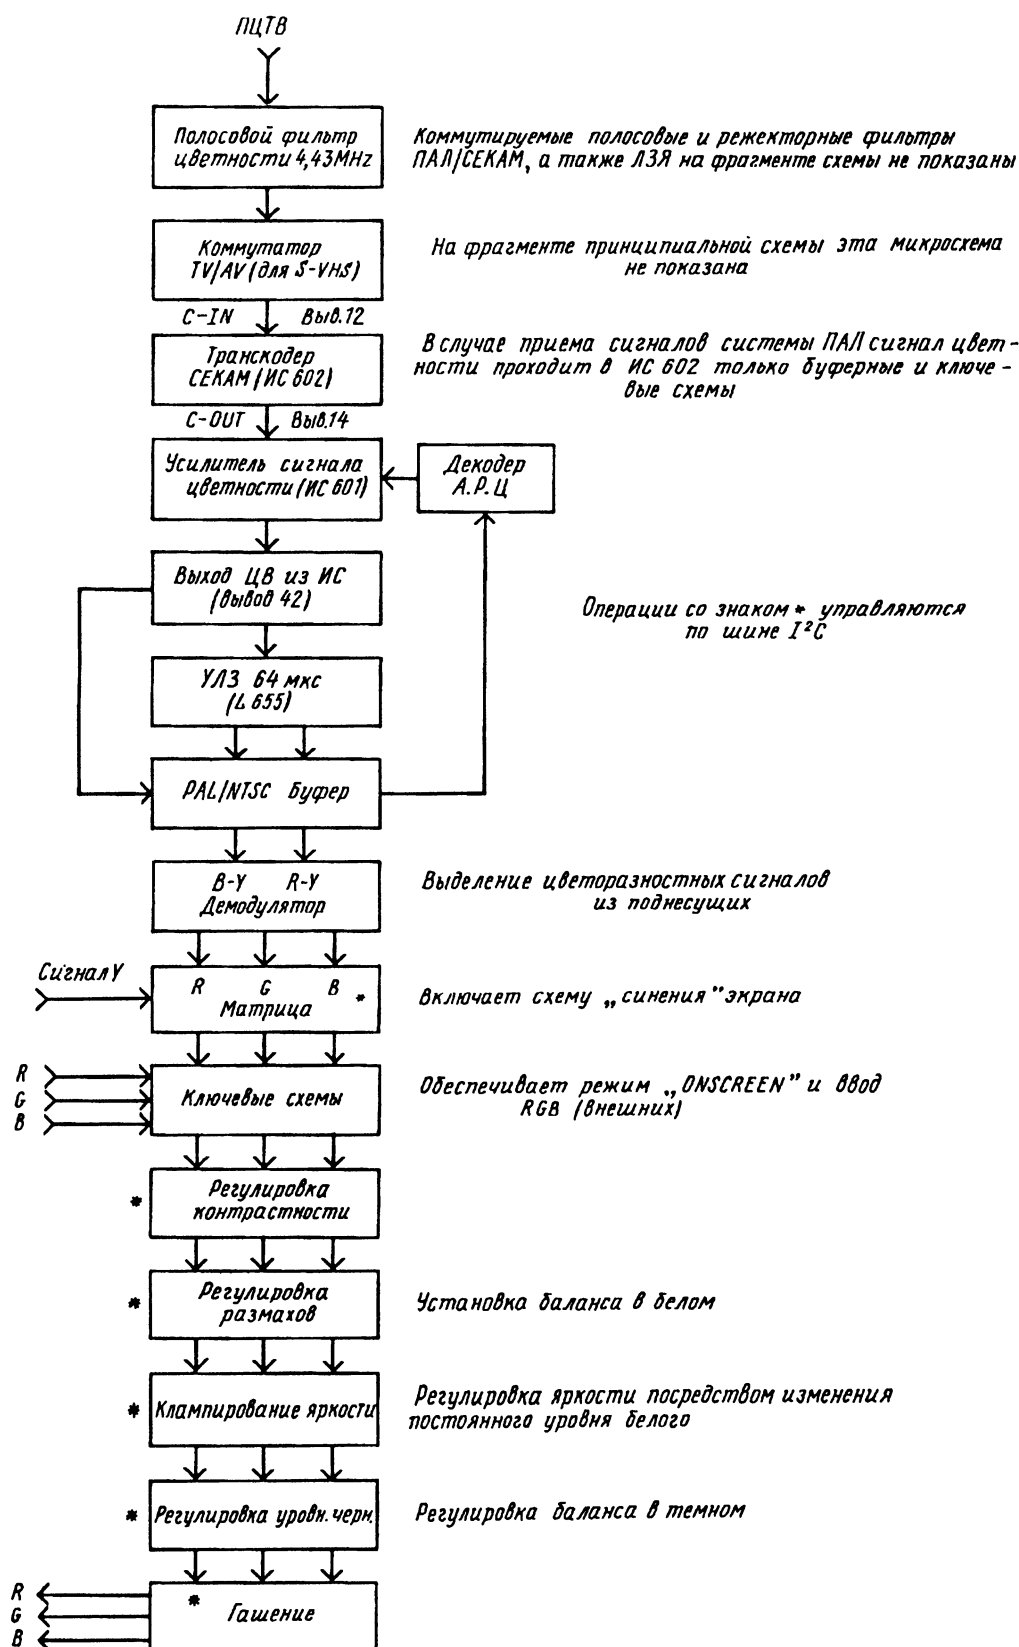 ПЦТВ
Полосовой фильтр
цветности 4,43MHz
Коммутируемые полосовые и режекторные фильтры
ПАЛ/СЕКАМ, а также ЛЗЯ на фрагменте схемы не показаны
Коммутатор
TV/AV (для S-VHS)
На фрагменте принципиальной схемы эта микросхема
не показана
C-IN Выв.12
Транскодер
СЕКАМ (ИС 602)
В случае приема сигналов системы ПАЛ сигнал цвет-
ности проходит в ИС 602 только буферные и ключе-
вые схемы
C-OUT Выв.14
Усилитель сигнала
цветности (ИС 601)
Декодер
А.Р.Ц
Выход ЦВ из ИС
(вывод 42)
Операции со знаком * управляются
по шине I²C
УЛЗ 64 мкс
(L 655)
PAL/NTSC Буфер
B-Y R-Y
Демодулятор
Выделение цветоразностных сигналов
из поднесущих
Сигнал Y
R G B *
Матрица
Включает схему „синения" экрана
R
G
B
Ключевые схемы
Обеспечивает режим „ONSCREEN" и ввод
RGB (внешних)
* Регулировка
контрастности
* Регулировка
размахов
Установка баланса в белом
* Клампирование яркости
Регулировка яркости посредством изменения
постоянного уровня белого
* Регулировка уровн. черн.
Регулировка баланса в темном
R
G
B
* Гашение